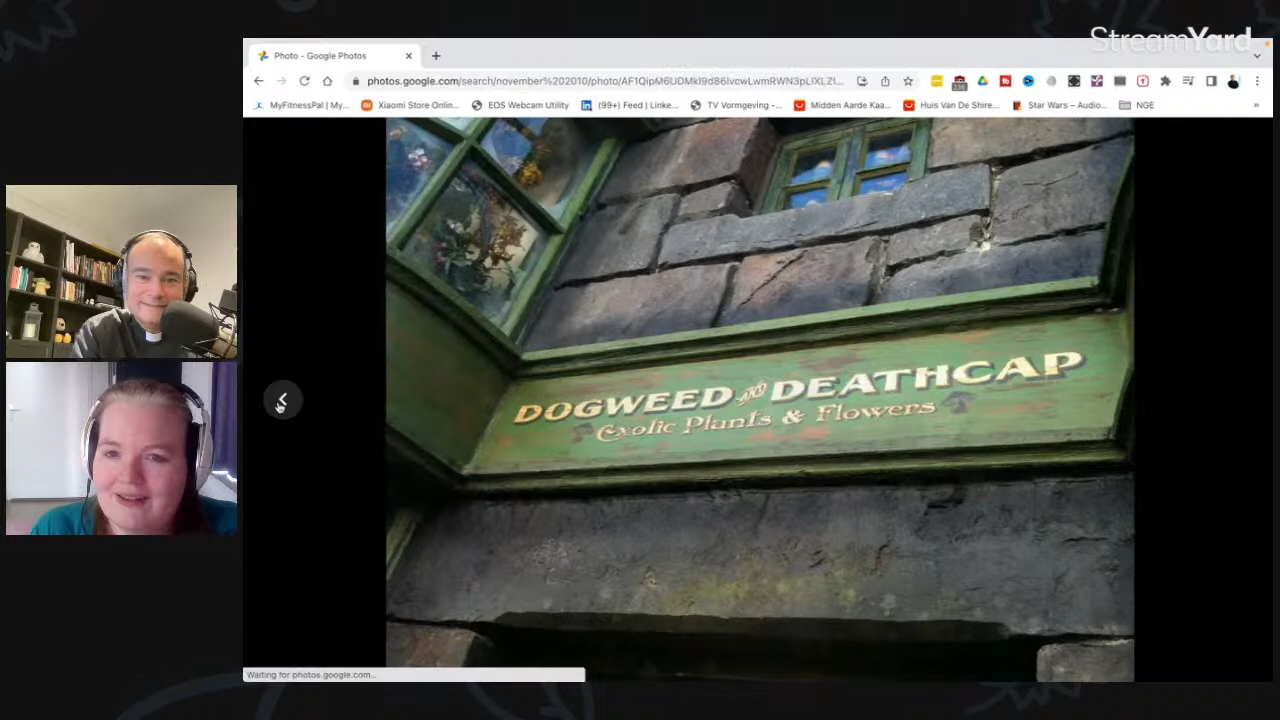 StreamYard
Photo - Google Photos
photos.google.com/search/november%202010/photo/
MyFitnessPal | My...
Xiaomi Store Onlin...
EOS Webcam Utility
(99+) Feed | Linke...
TV Vormgeving -...
Midden Aarde Kaa...
Huis Van De Shire...
Star Wars – Audio...
NGE
DOGWEED AND DEATHCAP
Exotic Plants & Flowers
Waiting for photos.google.com...